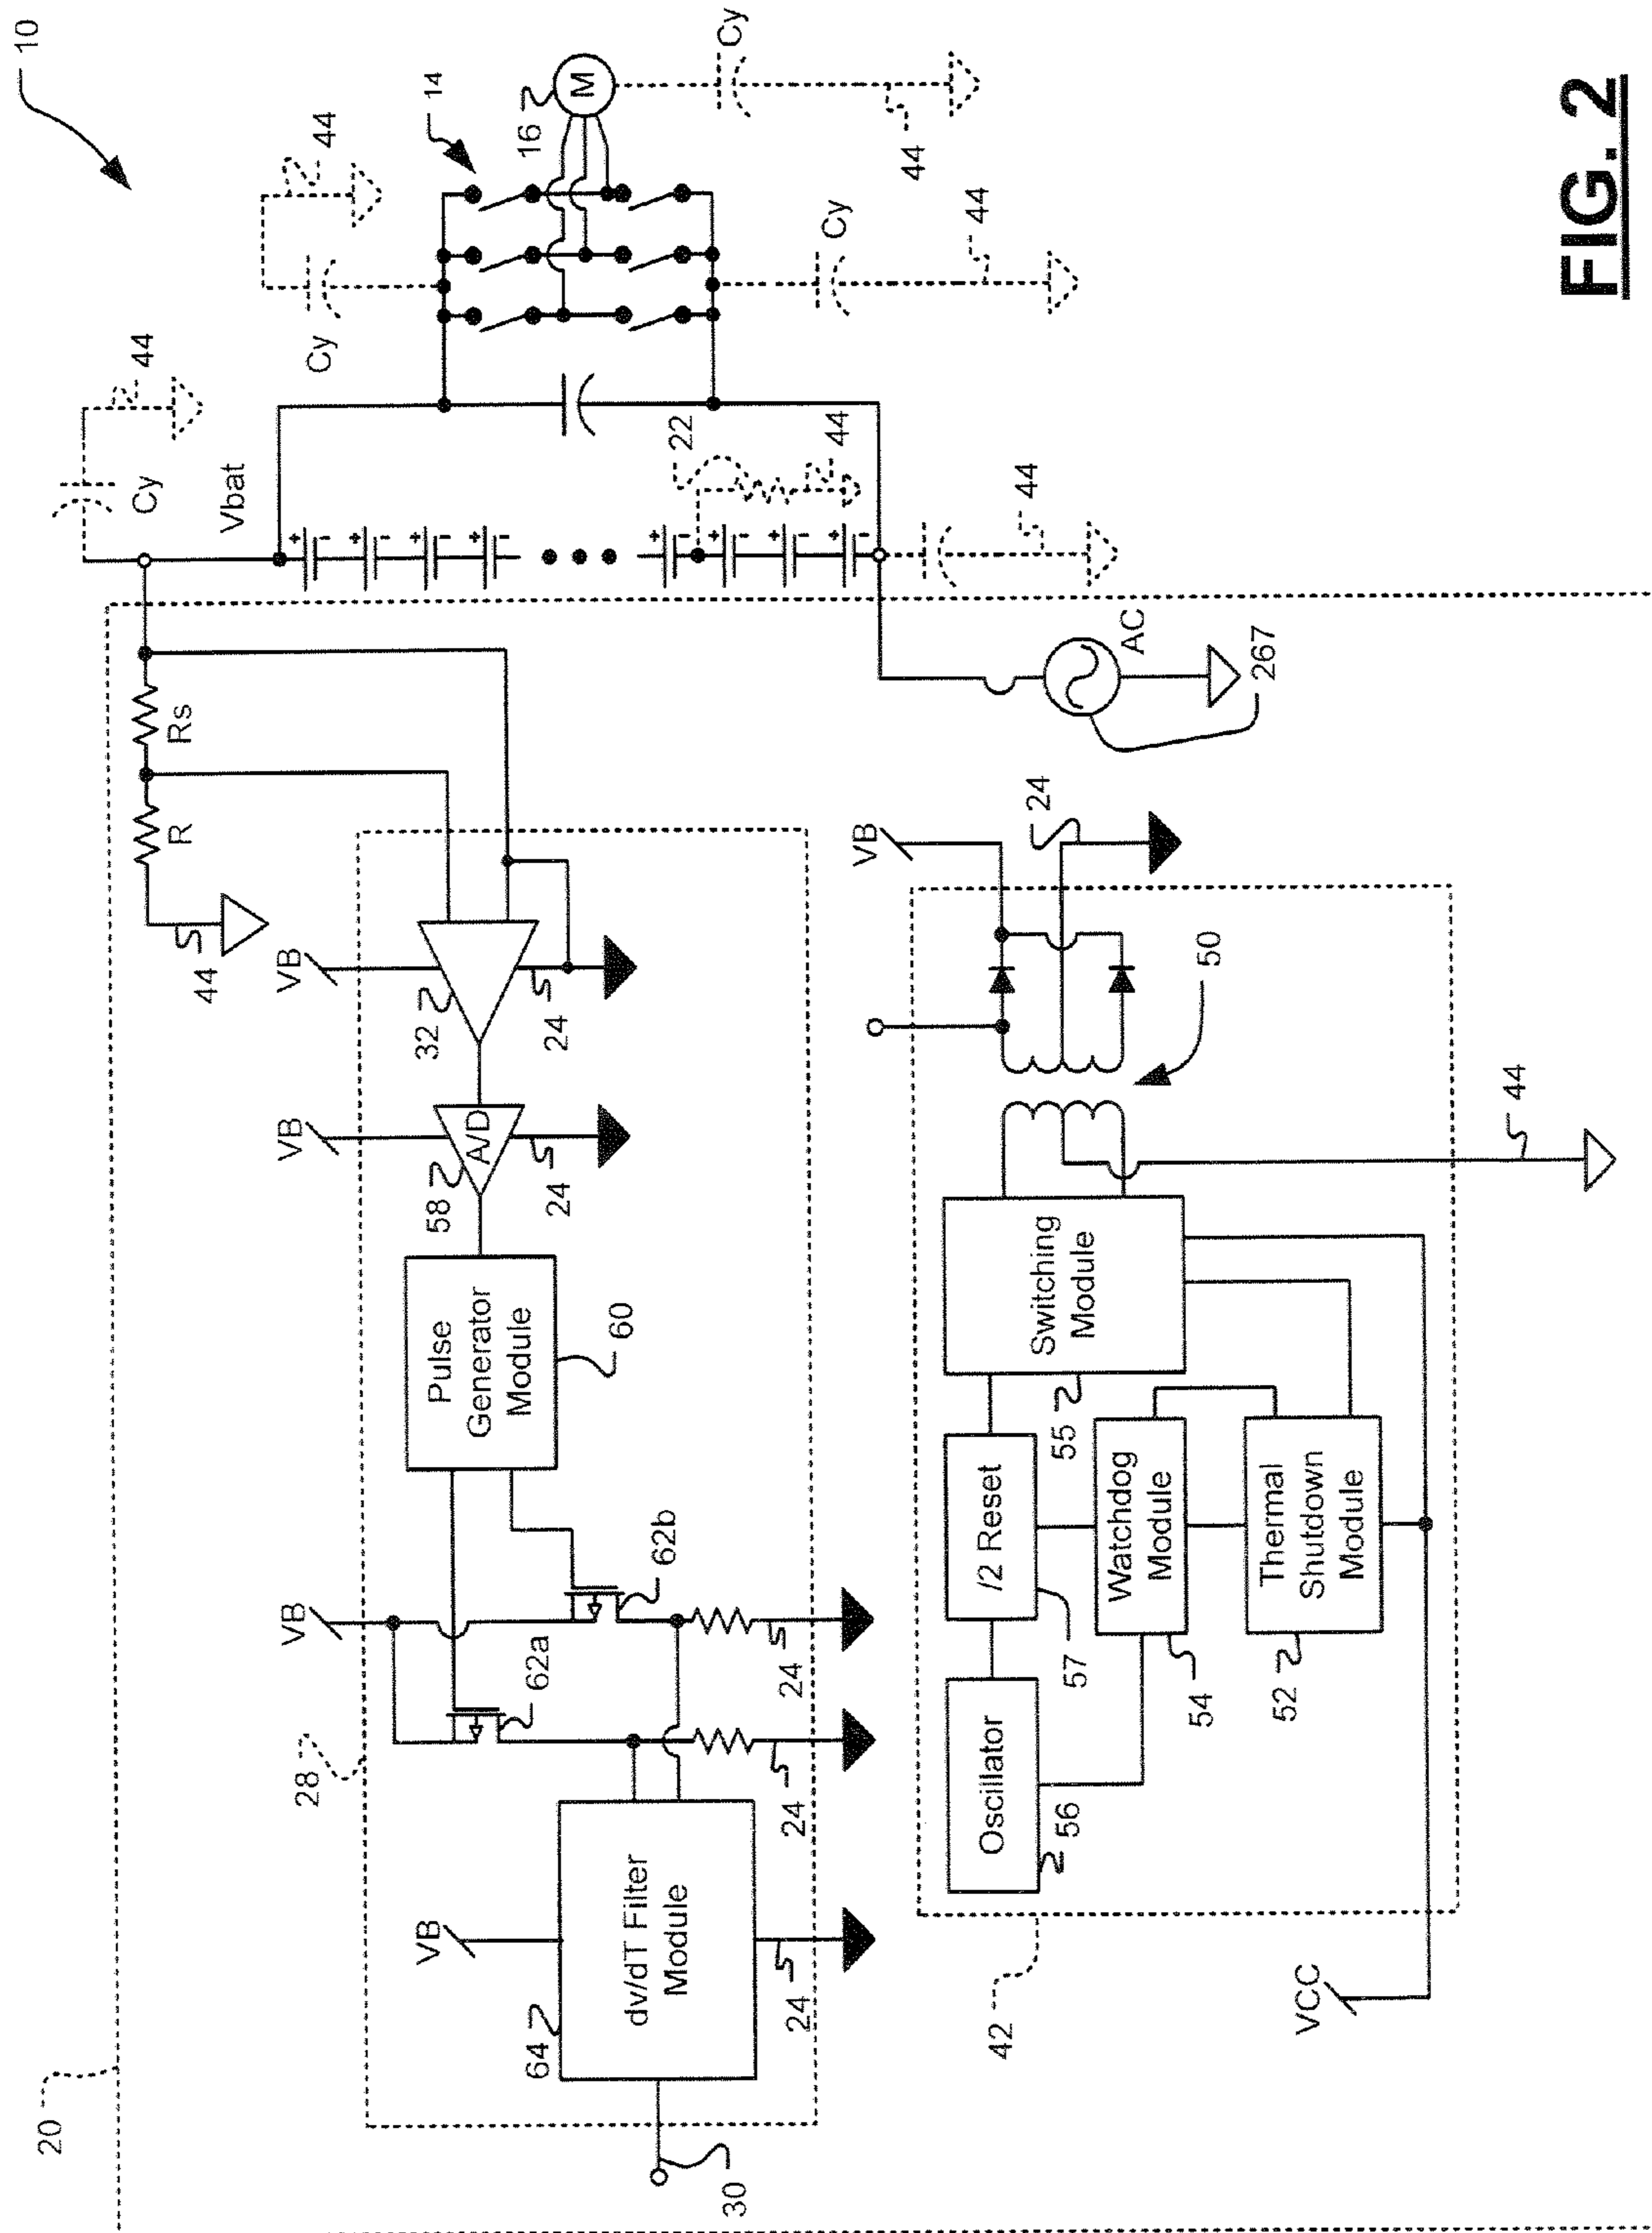 10
44
Cy
14
16
M
Cy
44
Cy
44
44
Cy
Vbat
22
44
44
+ -
+ -
+ -
+ -
+ -
+ -
+ -
+ -
Rs
R
44
AC
267
VB
32
24
VB
A/D
58
24
Pulse
Generator
Module
60
VB
62b
62a
24
24
28
VB
dv/dT Filter
Module
64
24
30
20
VB
24
50
44
Switching
Module
55
/2 Reset
57
Watchdog
Module
54
Thermal
Shutdown
Module
52
Oscillator
56
42
VCC
FIG. 2